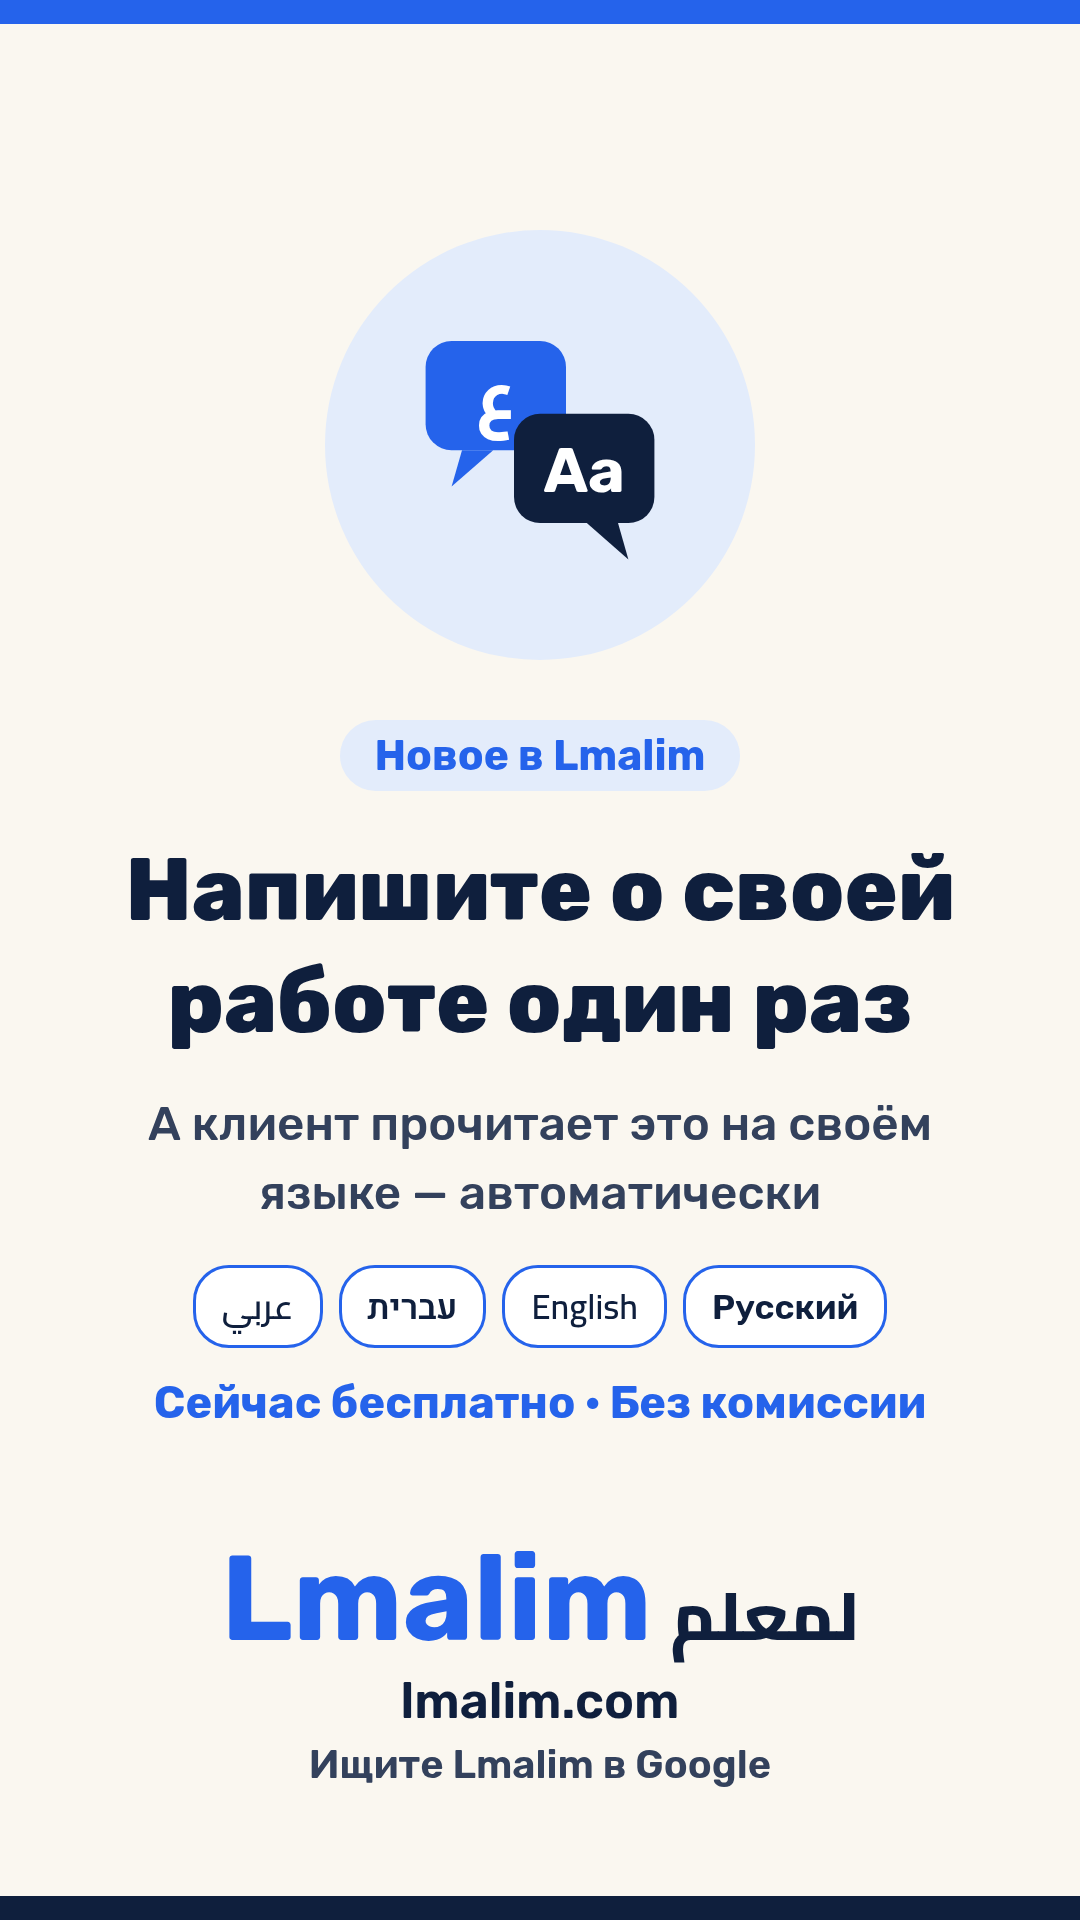 ع
Aa
Новое в Lmalim
Напишите о своей
работе один раз
А клиент прочитает это на своём
языке — автоматически
عربي עברית English Русский
Сейчас бесплатно • Без комиссии
Lmalim لمعلم
lmalim.com
Ищите Lmalim в Google